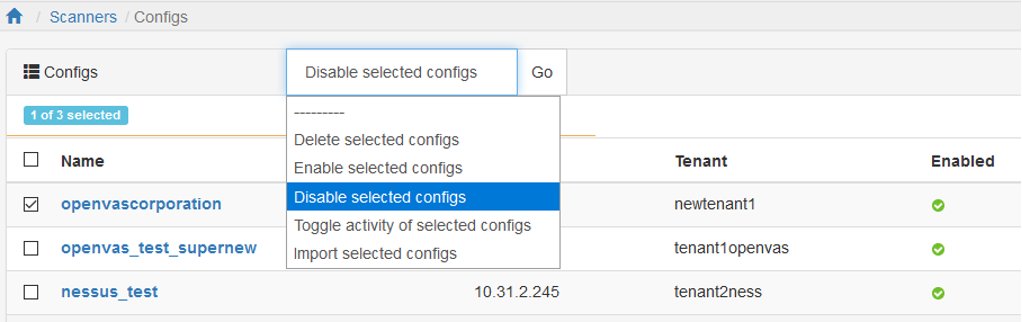 / Scanners / Configs
Configs
Disable selected configs
Go
1 of 3 selected
---------
Delete selected configs
Enable selected configs
Disable selected configs
Toggle activity of selected configs
Import selected configs
Name Tenant Enabled
openvascorporation newtenant1
openvas_test_supernew tenant1openvas
nessus_test 10.31.2.245 tenant2ness